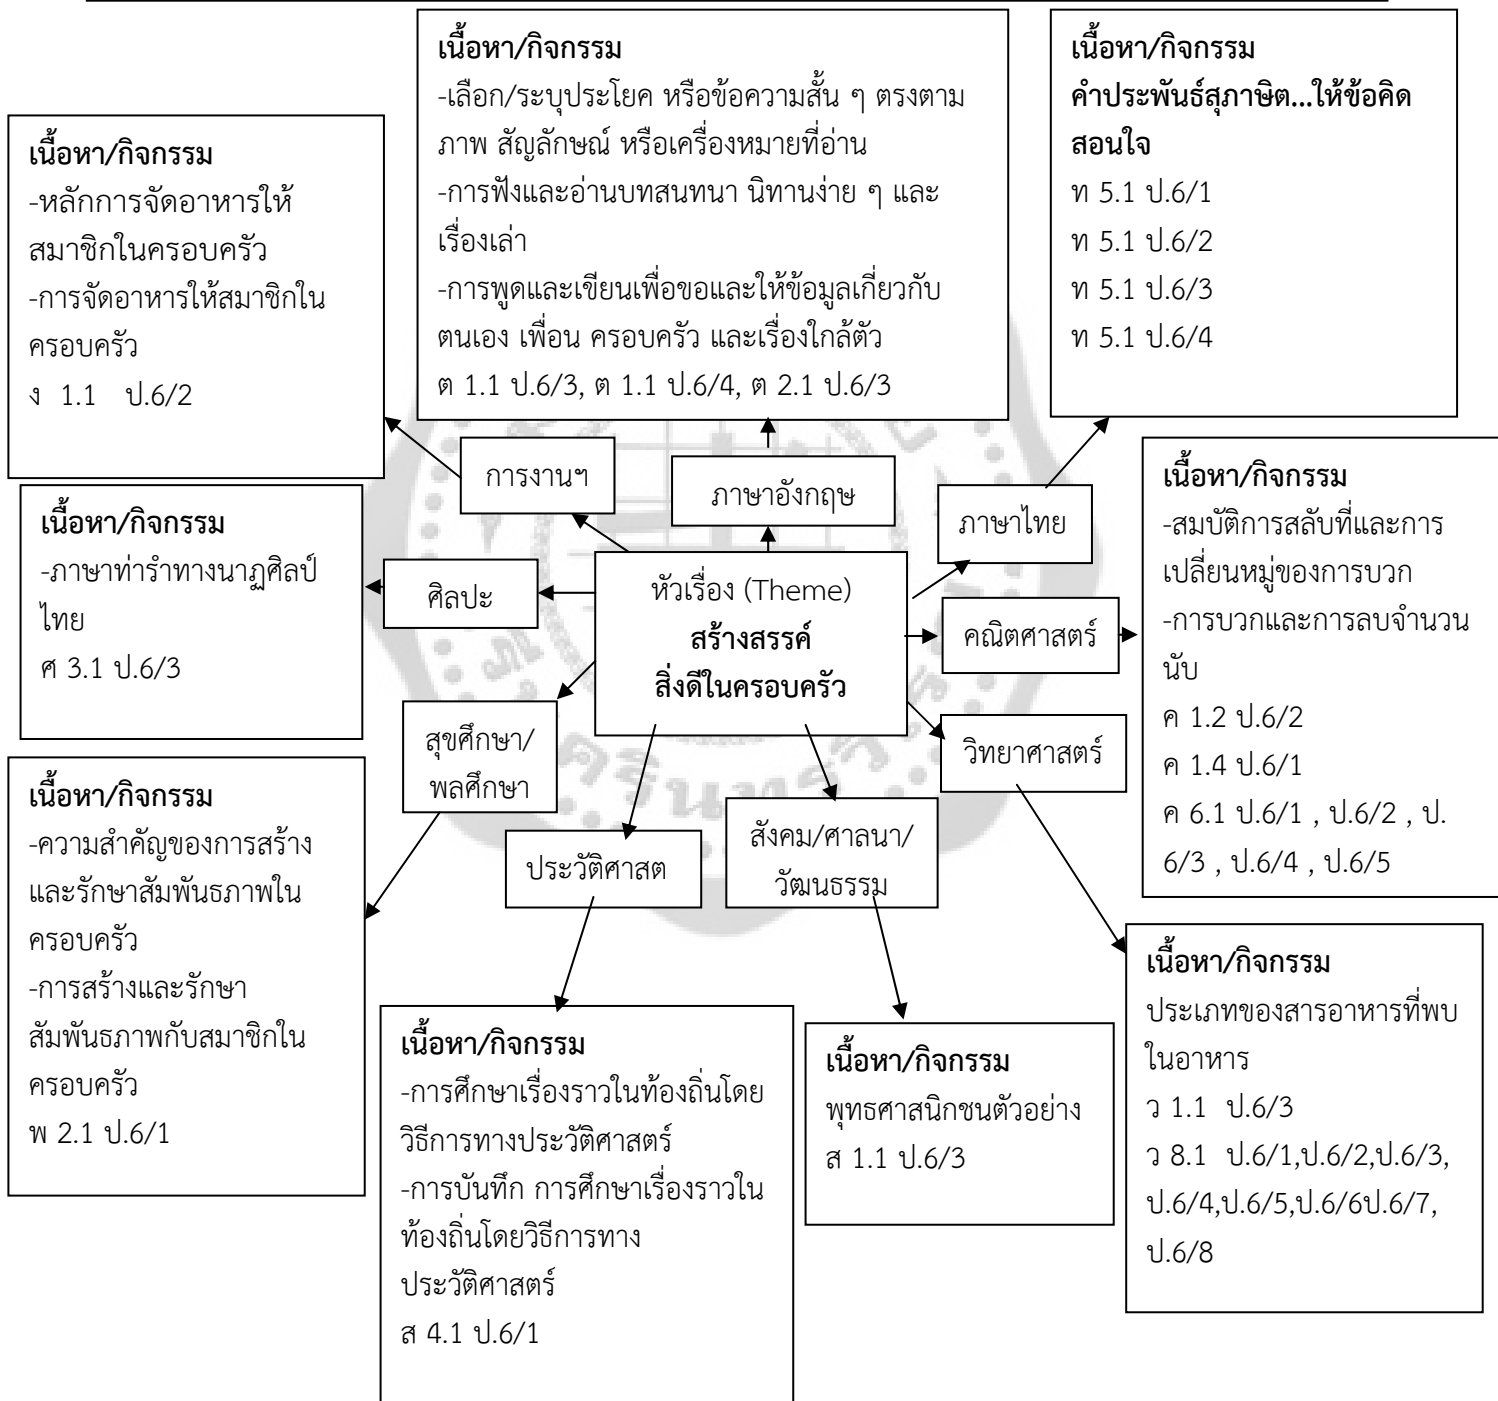 เนื้อหา/กิจกรรม
-หลักการจัดอาหารให้
สมาชิกในครอบครัว
-การจัดอาหารให้สมาชิกใน
ครอบครัว
ง 1.1 ป.6/2
เนื้อหา/กิจกรรม
-เลือก/ระบุประโยค หรือข้อความสั้น ๆ ตรงตาม
ภาพ สัญลักษณ์ หรือเครื่องหมายที่อ่าน
-การฟังและอ่านบทสนทนา นิทานง่าย ๆ และ
เรื่องเล่า
-การพูดและเขียนเพื่อขอและให้ข้อมูลเกี่ยวกับ
ตนเอง เพื่อน ครอบครัว และเรื่องใกล้ตัว
ต 1.1 ป.6/3, ต 1.1 ป.6/4, ต 2.1 ป.6/3
เนื้อหา/กิจกรรม
คำประพันธ์สุภาษิต...ให้ข้อคิด
สอนใจ
ท 5.1 ป.6/1
ท 5.1 ป.6/2
ท 5.1 ป.6/3
ท 5.1 ป.6/4
การงานฯ
ภาษาอังกฤษ
ภาษาไทย
เนื้อหา/กิจกรรม
-ภาษาท่ารำทางนาฏศิลป์
ไทย
ศ 3.1 ป.6/3
ศิลปะ
หัวเรื่อง (Theme)
สร้างสรรค์
สิ่งดีในครอบครัว
คณิตศาสตร์
เนื้อหา/กิจกรรม
-สมบัติการสลับที่และการ
เปลี่ยนหมู่ของการบวก
-การบวกและการลบจำนวน
นับ
ค 1.2 ป.6/2
ค 1.4 ป.6/1
ค 6.1 ป.6/1 , ป.6/2 , ป.
6/3 , ป.6/4 , ป.6/5
สุขศึกษา/
พลศึกษา
วิทยาศาสตร์
ประวัติศาสต
สังคม/ศาลนา/
วัฒนธรรม
เนื้อหา/กิจกรรม
-ความสำคัญของการสร้าง
และรักษาสัมพันธภาพใน
ครอบครัว
-การสร้างและรักษา
สัมพันธภาพกับสมาชิกใน
ครอบครัว
พ 2.1 ป.6/1
เนื้อหา/กิจกรรม
-การศึกษาเรื่องราวในท้องถิ่นโดย
วิธีการทางประวัติศาสตร์
-การบันทึก การศึกษาเรื่องราวใน
ท้องถิ่นโดยวิธีการทาง
ประวัติศาสตร์
ส 4.1 ป.6/1
เนื้อหา/กิจกรรม
พุทธศาสนิกชนตัวอย่าง
ส 1.1 ป.6/3
เนื้อหา/กิจกรรม
ประเภทของสารอาหารที่พบ
ในอาหาร
ว 1.1 ป.6/3
ว 8.1 ป.6/1,ป.6/2,ป.6/3,
ป.6/4,ป.6/5,ป.6/6ป.6/7,
ป.6/8